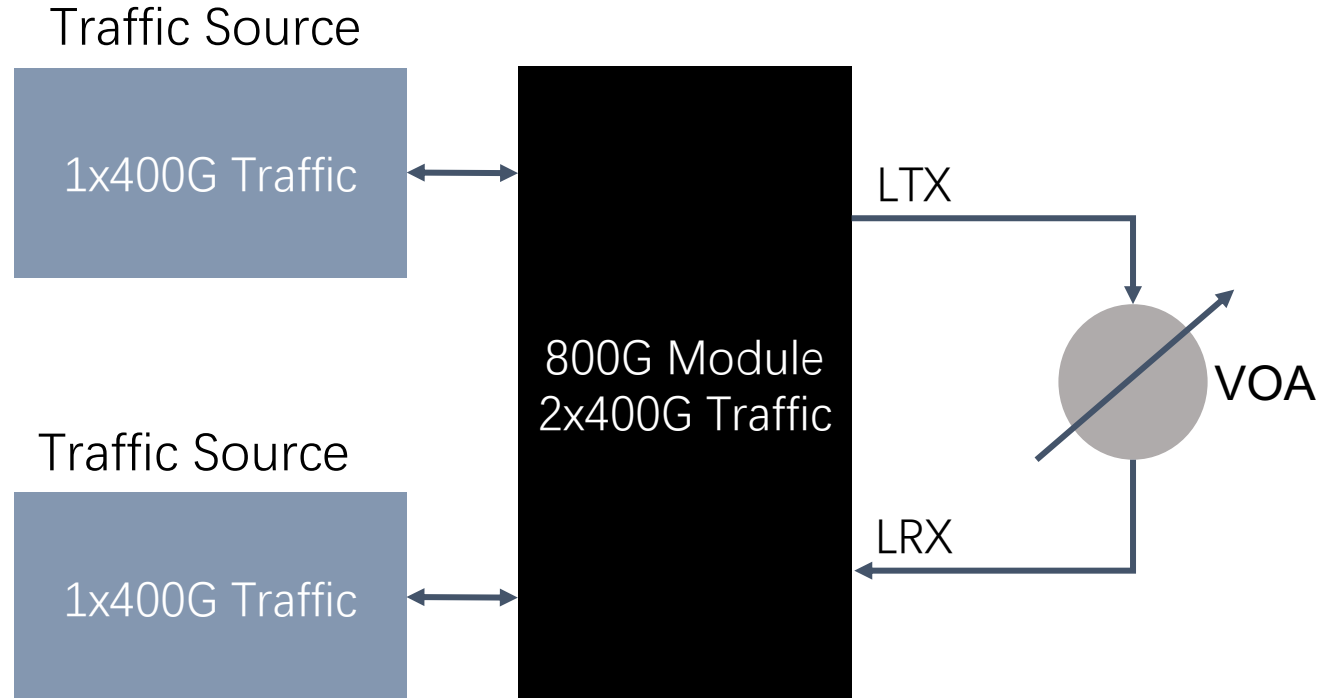 Traffic Source
1x400G Traffic
LTX
800G Module
2x400G Traffic
VOA
Traffic Source
LRX
1x400G Traffic